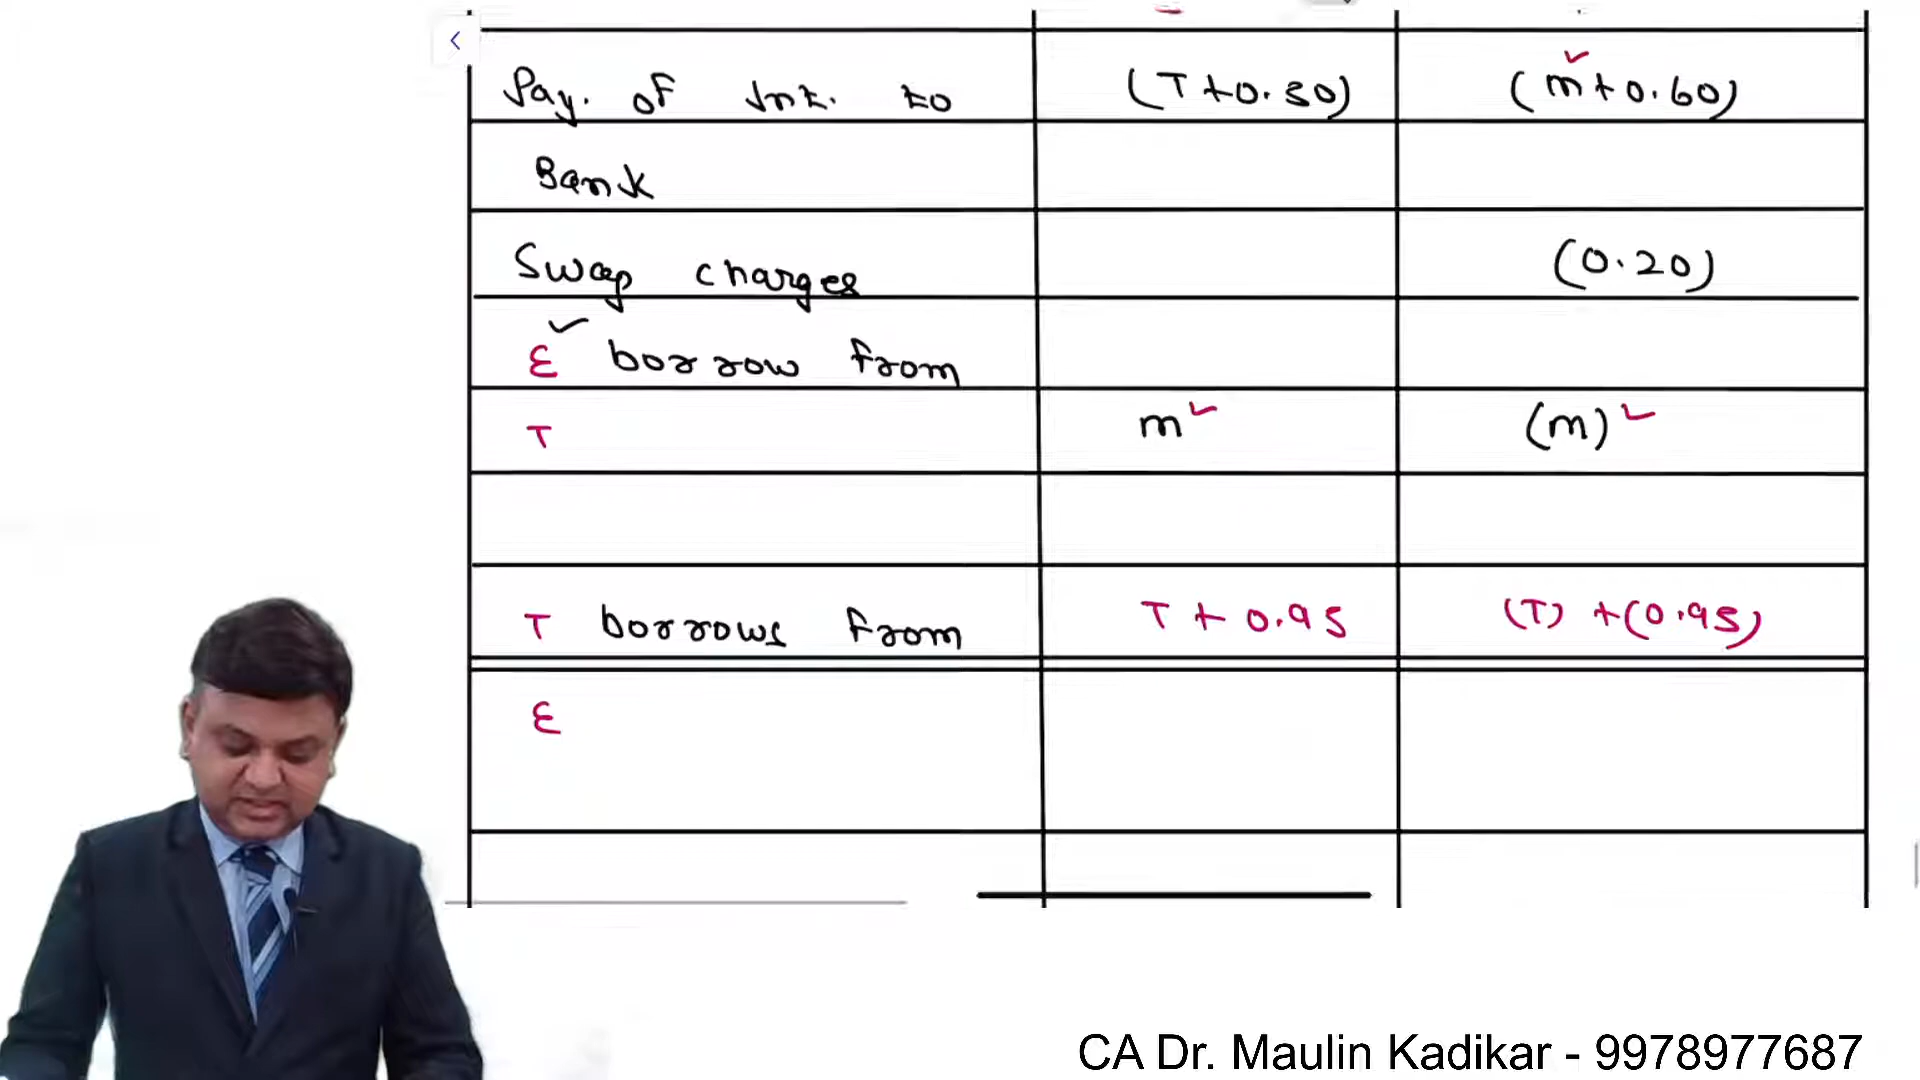 Pay. of Int. to (T+0.30) (m+0.60)
Bank
Swap charges (0.20)
E borrow from
T m (m)
T borrows from T + 0.95 (T) +(0.95)
E
CA Dr. Maulin Kadikar - 9978977687